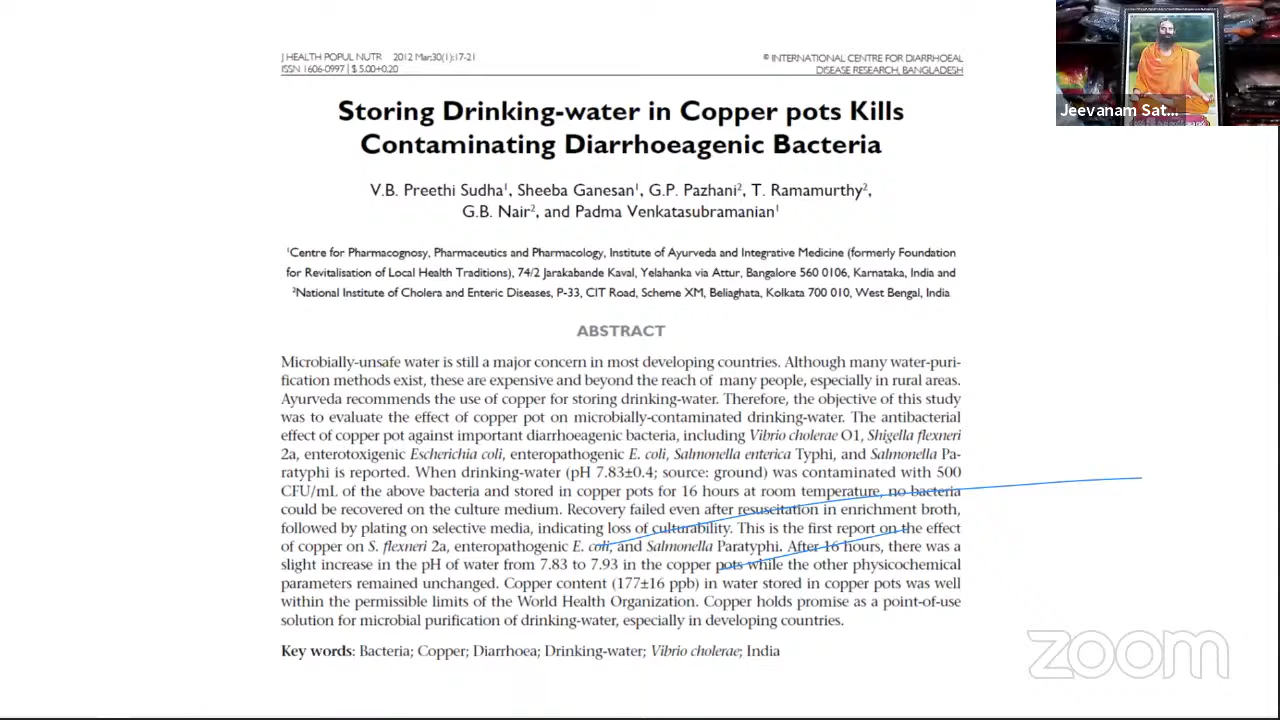 J HEALTH POPUL NUTR 2012 Mar;30(1):17-21
ISSN 1606-0997 | $ 5.00+0.20
© INTERNATIONAL CENTRE FOR DIARRHOEAL
DISEASE RESEARCH, BANGLADESH
Jeevanam Sat...
Storing Drinking-water in Copper pots Kills
Contaminating Diarrhoeagenic Bacteria
V.B. Preethi Sudha¹, Sheeba Ganesan¹, G.P. Pazhani², T. Ramamurthy²,
G.B. Nair², and Padma Venkatasubramanian¹
¹Centre for Pharmacognosy, Pharmaceutics and Pharmacology, Institute of Ayurveda and Integrative Medicine (formerly Foundation
for Revitalisation of Local Health Traditions), 74/2 Jarakabande Kaval, Yelahanka via Attur, Bangalore 560 0106, Karnataka, India and
²National Institute of Cholera and Enteric Diseases, P-33, CIT Road, Scheme XM, Beliaghata, Kolkata 700 010, West Bengal, India
ABSTRACT
Microbially-unsafe water is still a major concern in most developing countries. Although many water-puri-
fication methods exist, these are expensive and beyond the reach of many people, especially in rural areas.
Ayurveda recommends the use of copper for storing drinking-water. Therefore, the objective of this study
was to evaluate the effect of copper pot on microbially-contaminated drinking-water. The antibacterial
effect of copper pot against important diarrhoeagenic bacteria, including Vibrio cholerae O1, Shigella flexneri
2a, enterotoxigenic Escherichia coli, enteropathogenic E. coli, Salmonella enterica Typhi, and Salmonella Pa-
ratyphi is reported. When drinking-water (pH 7.83±0.4; source: ground) was contaminated with 500
CFU/mL of the above bacteria and stored in copper pots for 16 hours at room temperature, no bacteria
could be recovered on the culture medium. Recovery failed even after resuscitation in enrichment broth,
followed by plating on selective media, indicating loss of culturability. This is the first report on the effect
of copper on S. flexneri 2a, enteropathogenic E. coli, and Salmonella Paratyphi. After 16 hours, there was a
slight increase in the pH of water from 7.83 to 7.93 in the copper pots while the other physicochemical
parameters remained unchanged. Copper content (177±16 ppb) in water stored in copper pots was well
within the permissible limits of the World Health Organization. Copper holds promise as a point-of-use
solution for microbial purification of drinking-water, especially in developing countries.
Key words: Bacteria; Copper; Diarrhoea; Drinking-water; Vibrio cholerae; India
zoom